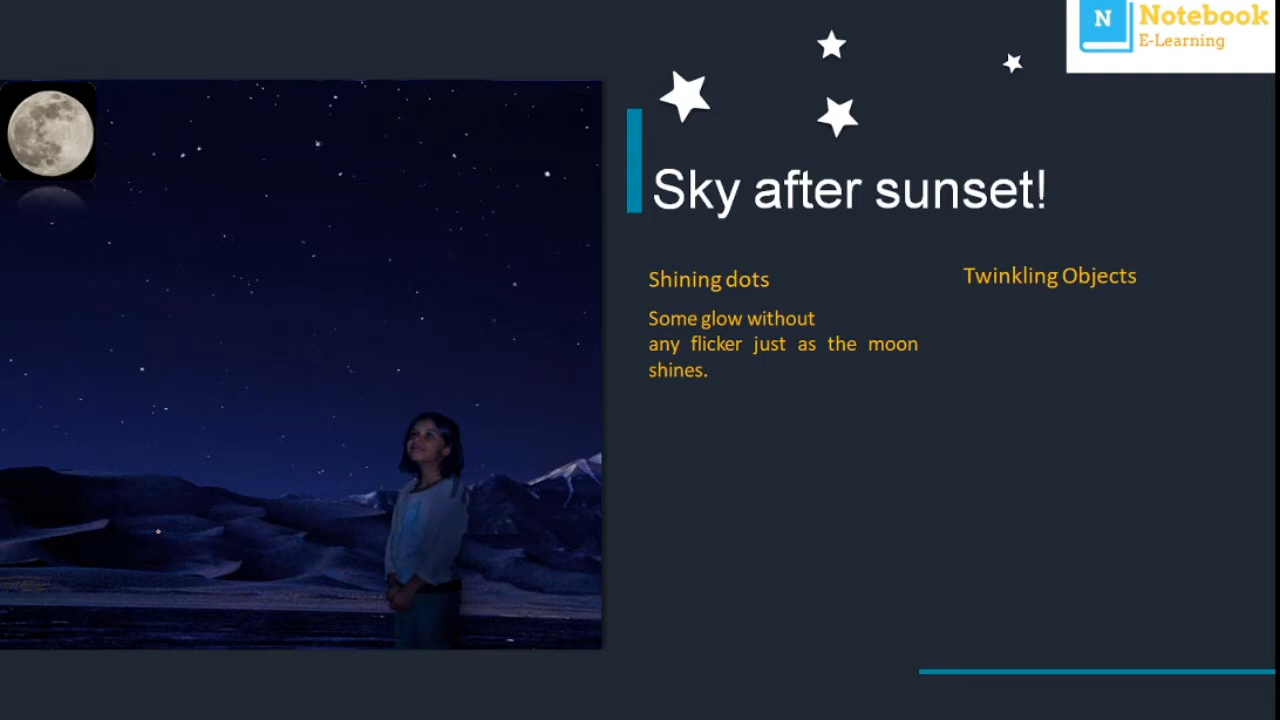 N
Notebook
E-Learning
Sky after sunset!
Shining dots
Some glow without
any flicker just as the moon
shines.
Twinkling Objects